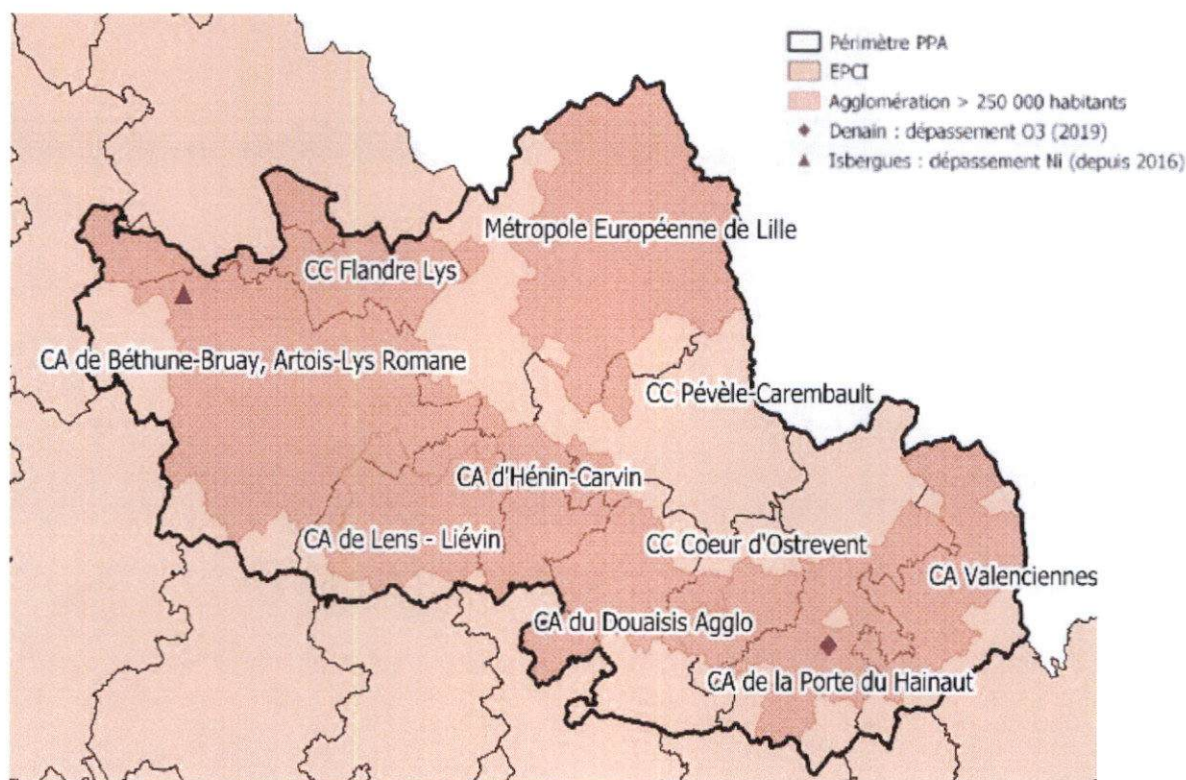 Périmètre PPA
EPCI
Agglomération > 250 000 habitants
Denain : dépassement O3 (2019)
Isbergues : dépassement Ni (depuis 2016)
Métropole Européenne de Lille
CC Flandre Lys
CA de Béthune-Bruay, Artois-Lys Romane
CC Pévèle-Carembault
CA d'Hénin-Carvin
CA de Lens - Liévin
CC Coeur d'Ostrevent
CA Valenciennes
CA du Douaisis Agglo
CA de la Porte du Hainaut